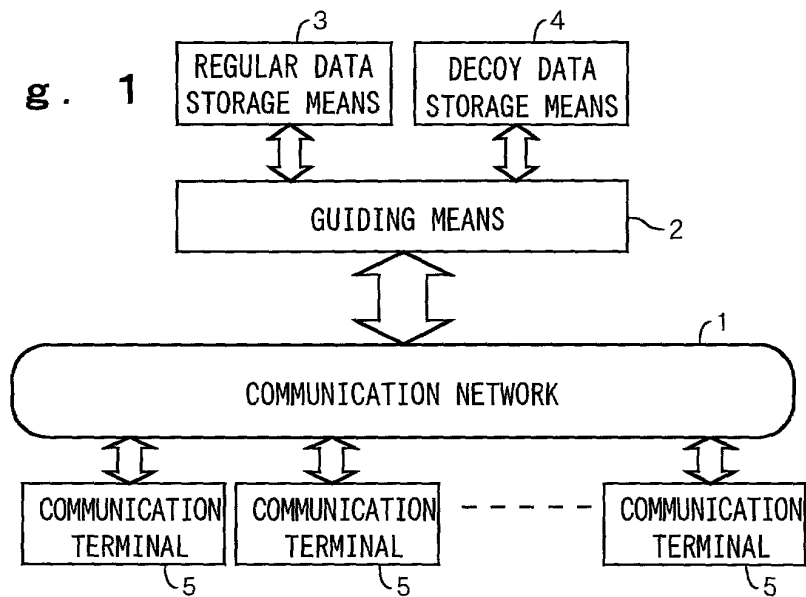 3
4
REGULAR DATA
STORAGE MEANS
DECOY DATA
STORAGE MEANS
g. 1
GUIDING MEANS
2
1
COMMUNICATION NETWORK
COMMUNICATION
TERMINAL
COMMUNICATION
TERMINAL
COMMUNICATION
TERMINAL
5
5
5